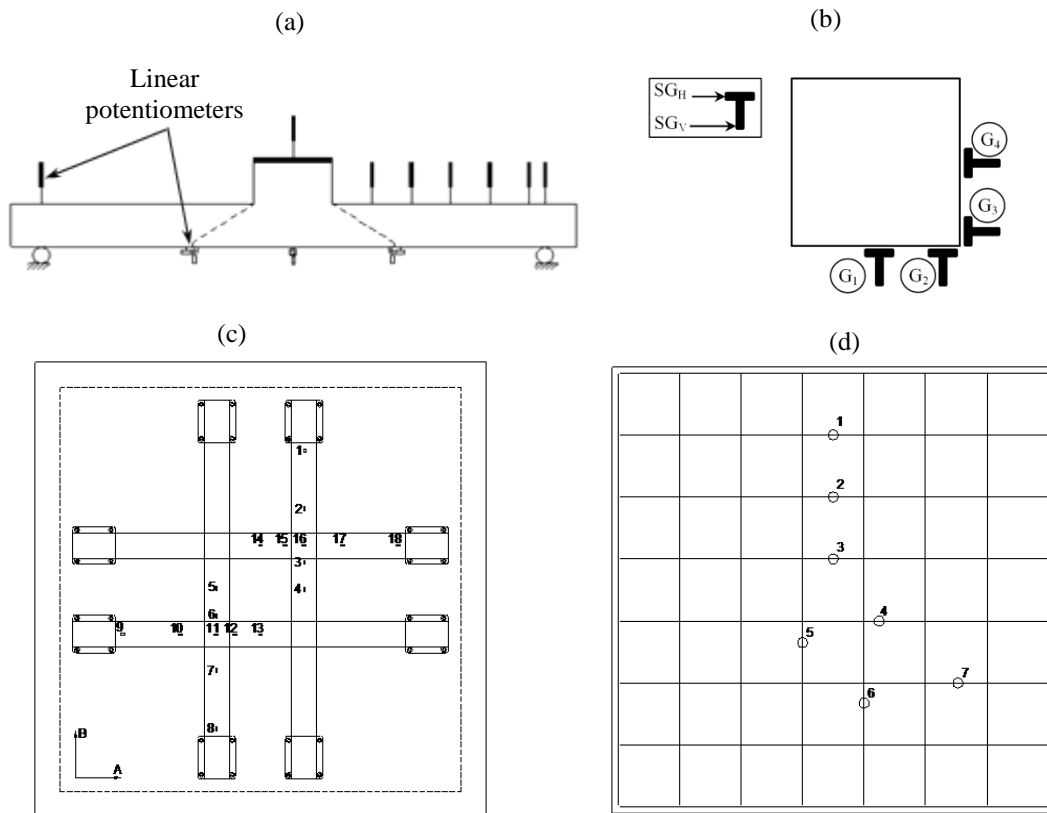 (a)
(b)
Linear
potentiometers
SG_H
SG_V
G_4
G_3
G_1
G_2
(c)
(d)
1
2
14 15 16 17 18
3
5 4
6
9 10 11 12 13
7
8
B
A
1
2
3
4
5
7
6